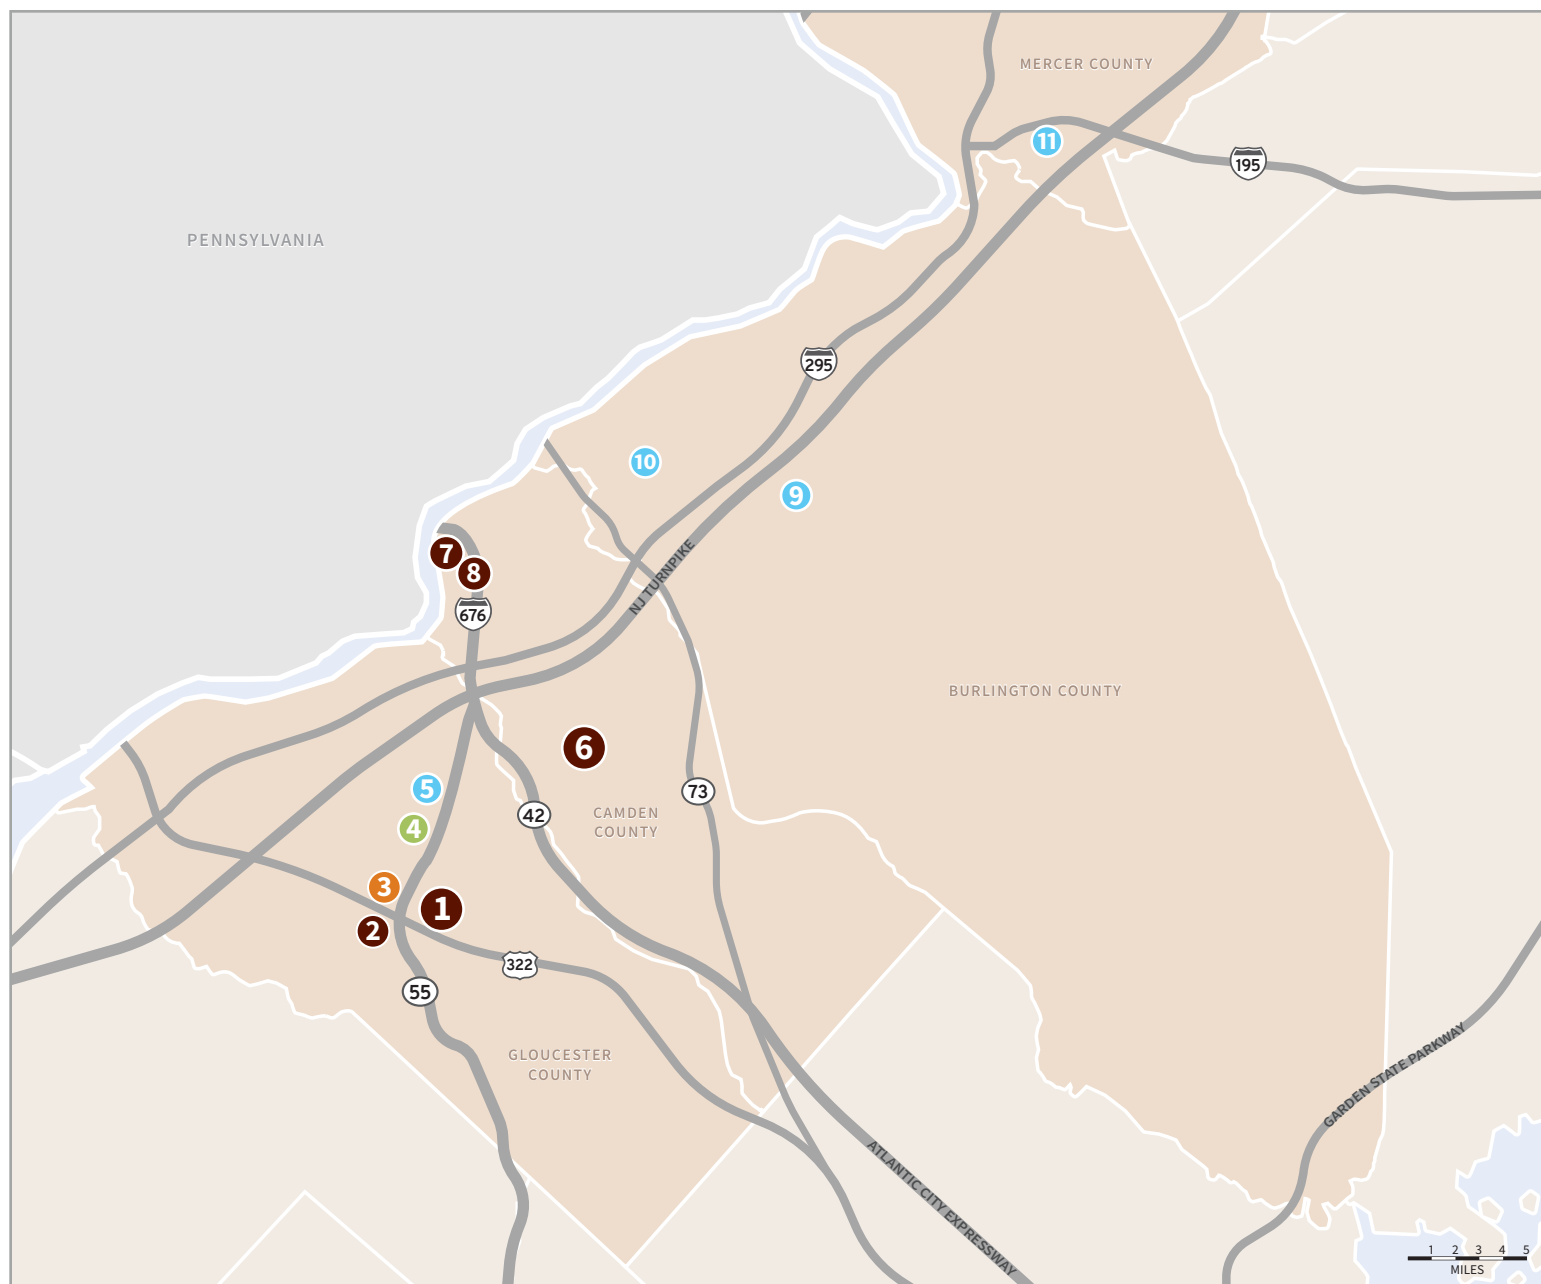 MERCER COUNTY
11
195
PENNSYLVANIA
295
10
9
NJ TURNPIKE
7
8
676
BURLINGTON COUNTY
6
5
73
CAMDEN
COUNTY
42
4
3
1
2
322
55
GLOUCESTER
COUNTY
GARDEN STATE PARKWAY
ATLANTIC CITY EXPRESSWAY
1 2 3 4 5
MILES